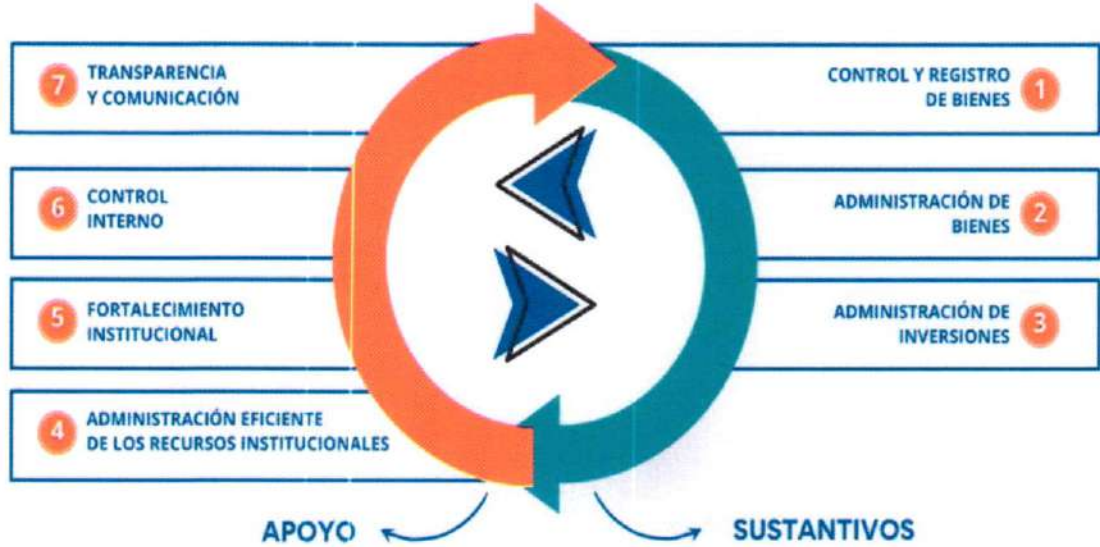 7 TRANSPARENCIA
Y COMUNICACIÓN
6 CONTROL
INTERNO
5 FORTALECIMIENTO
INSTITUCIONAL
4 ADMINISTRACIÓN EFICIENTE
DE LOS RECURSOS INSTITUCIONALES
CONTROL Y REGISTRO
DE BIENES 1
ADMINISTRACIÓN DE
BIENES 2
ADMINISTRACIÓN DE
INVERSIONES 3
APOYO
SUSTANTIVOS